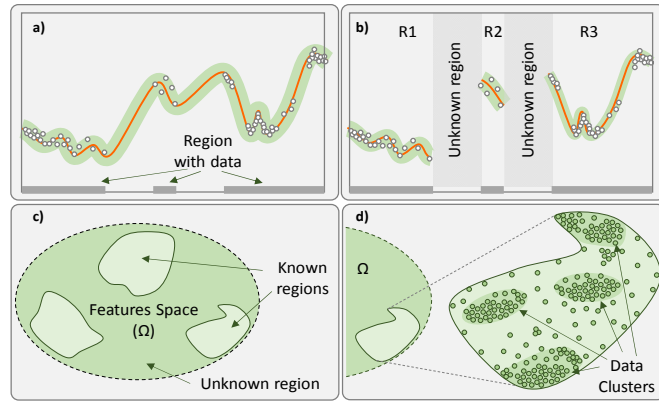 a)
Region
with data
b)
R1
R2
R3
Unknown region
Unknown region
c)
Features Space
(Ω)
Known
regions
Unknown region
d)
Ω
Data
Clusters